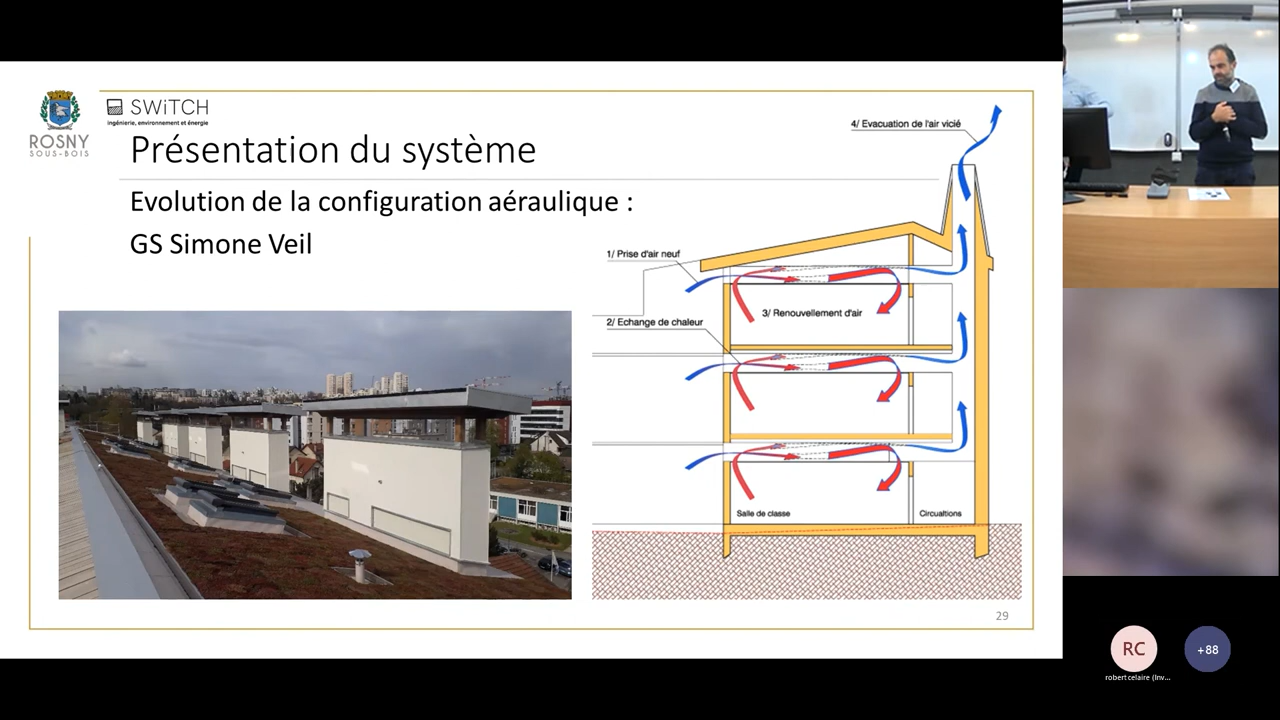 ROSNY
SOUS-BOIS
SWiTCH
ingénierie, environnement et énergie
Présentation du système
Evolution de la configuration aéraulique :
GS Simone Veil
4/ Evacuation de l'air vicié
1/ Prise d'air neuf
2/ Echange de chaleur
3/ Renouvellement d'air
Salle de classe
Circualtions
29
RC
+88
robert celaire (Inv...